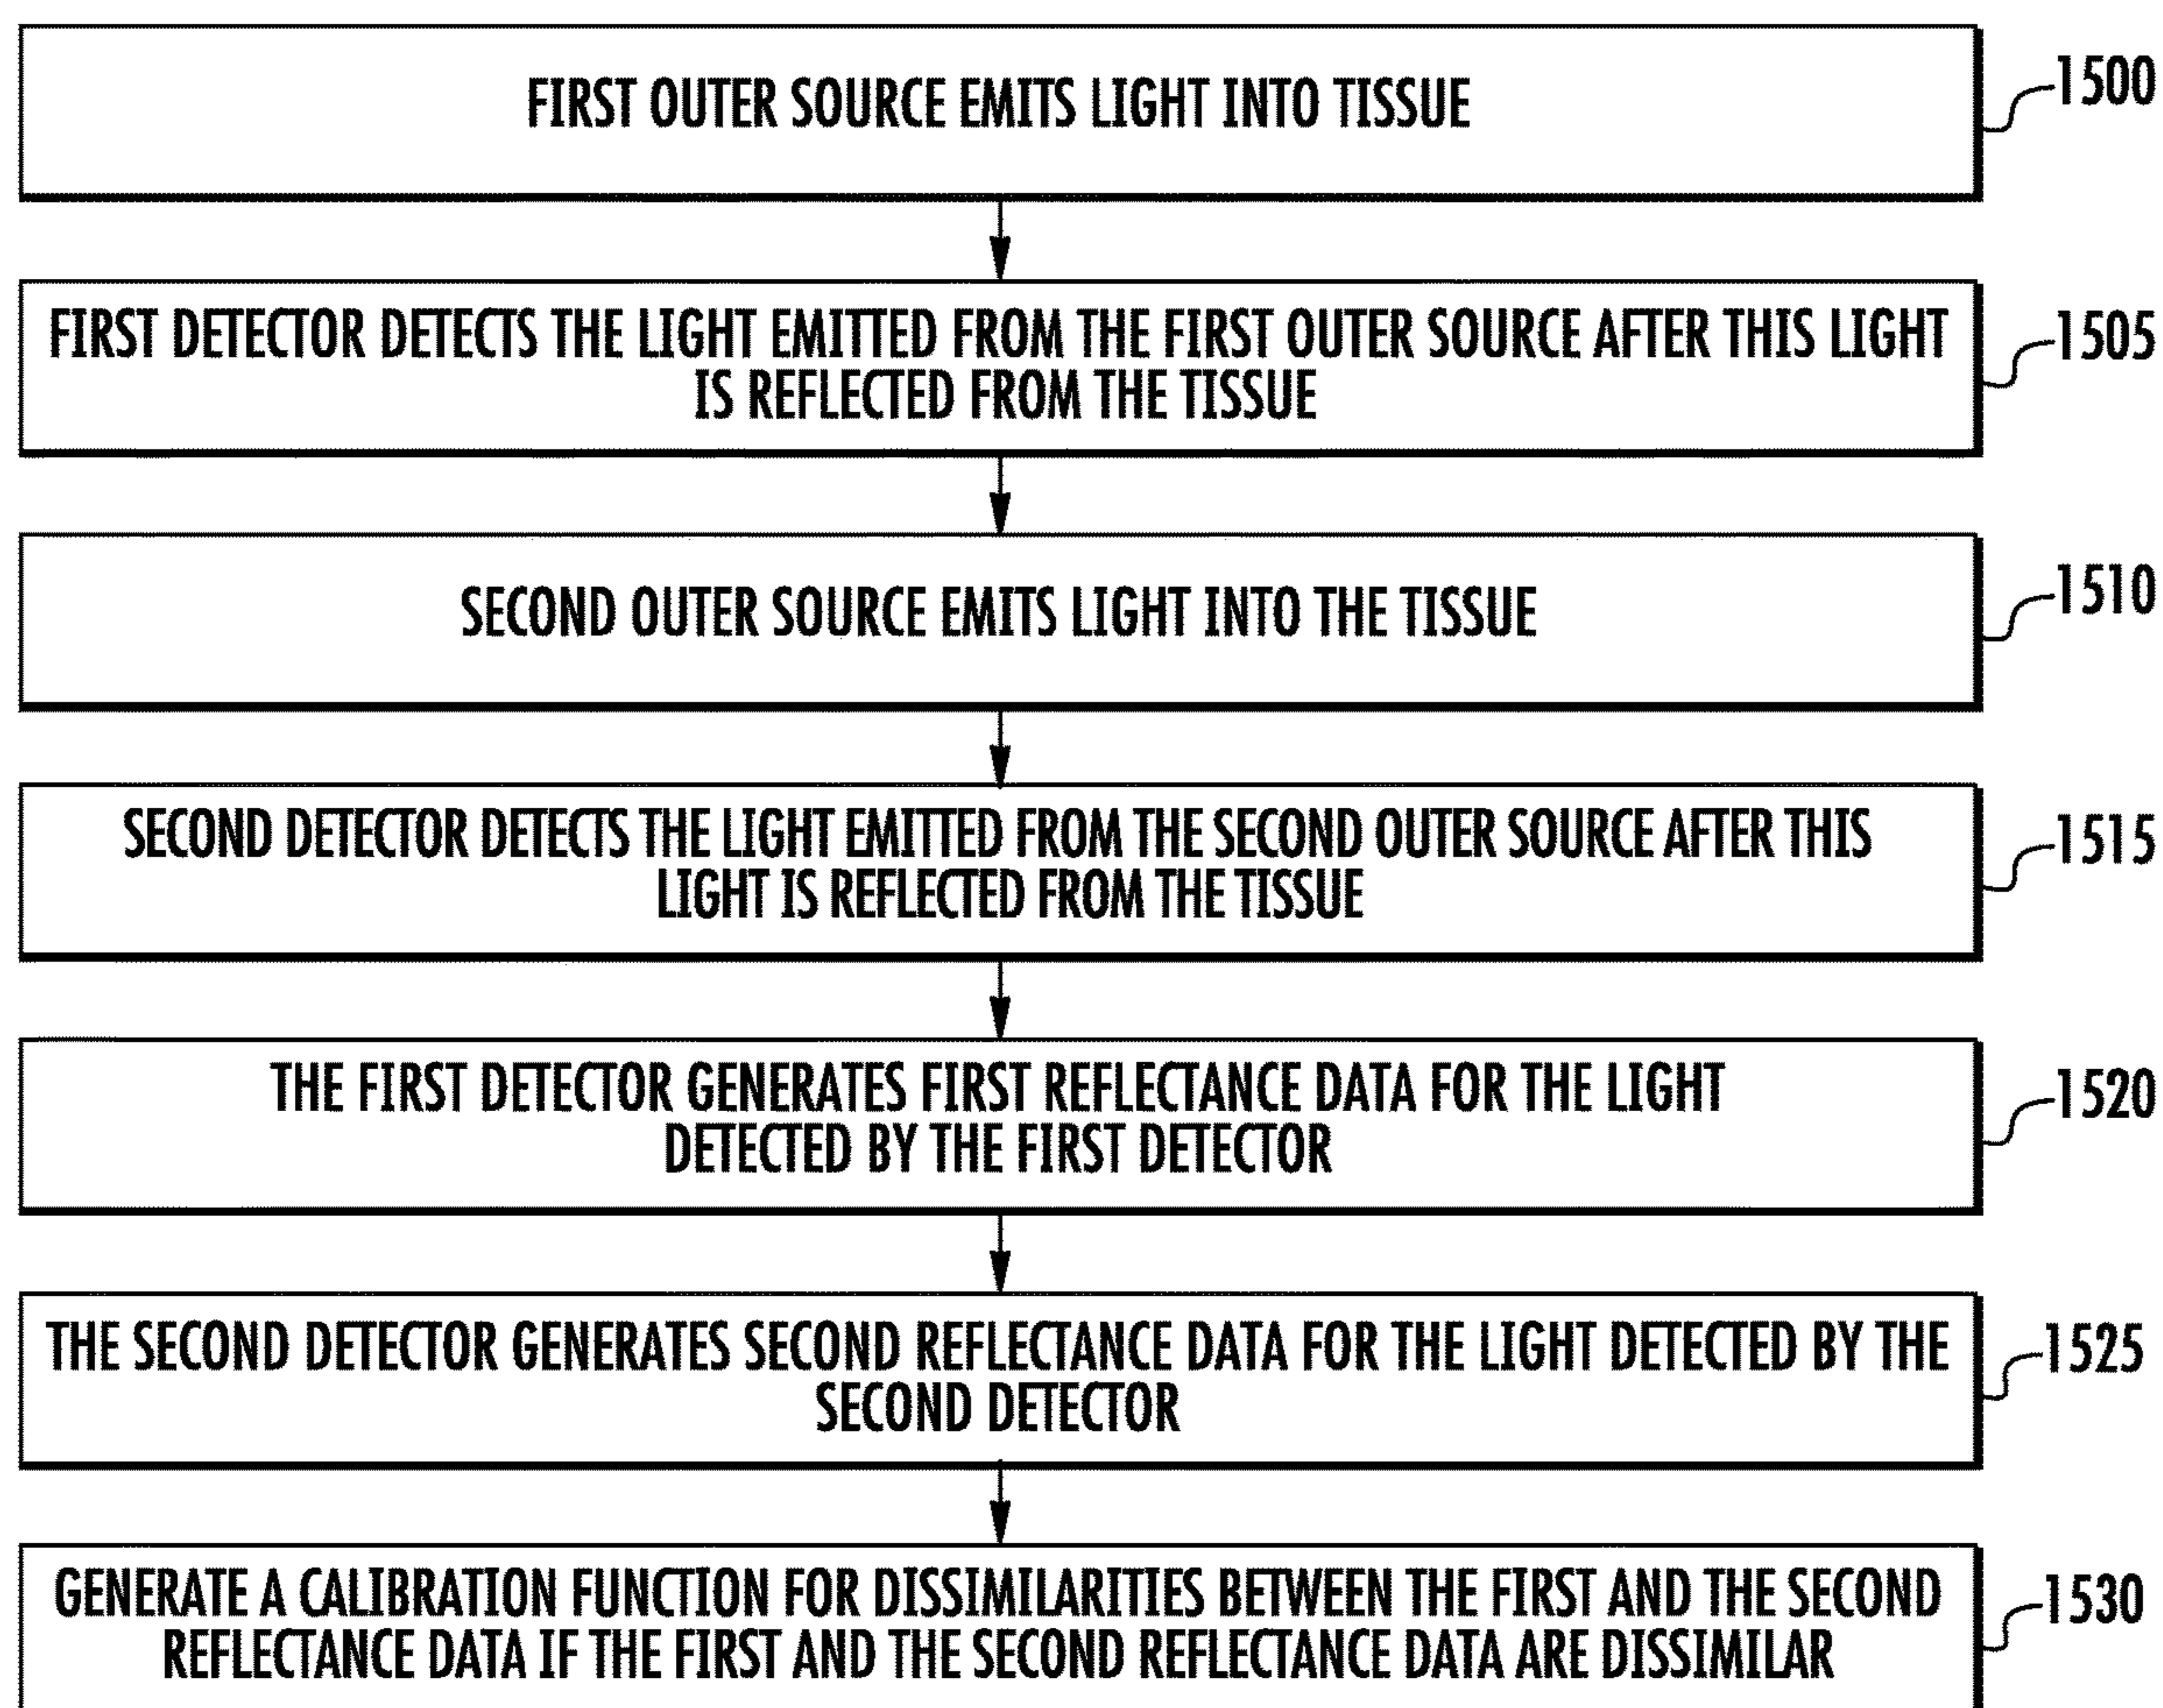 FIRST OUTER SOURCE EMITS LIGHT INTO TISSUE
1500
FIRST DETECTOR DETECTS THE LIGHT EMITTED FROM THE FIRST OUTER SOURCE AFTER THIS LIGHT
IS REFLECTED FROM THE TISSUE
1505
SECOND OUTER SOURCE EMITS LIGHT INTO THE TISSUE
1510
SECOND DETECTOR DETECTS THE LIGHT EMITTED FROM THE SECOND OUTER SOURCE AFTER THIS
LIGHT IS REFLECTED FROM THE TISSUE
1515
THE FIRST DETECTOR GENERATES FIRST REFLECTANCE DATA FOR THE LIGHT
DETECTED BY THE FIRST DETECTOR
1520
THE SECOND DETECTOR GENERATES SECOND REFLECTANCE DATA FOR THE LIGHT DETECTED BY THE
SECOND DETECTOR
1525
GENERATE A CALIBRATION FUNCTION FOR DISSIMILARITIES BETWEEN THE FIRST AND THE SECOND
REFLECTANCE DATA IF THE FIRST AND THE SECOND REFLECTANCE DATA ARE DISSIMILAR
1530